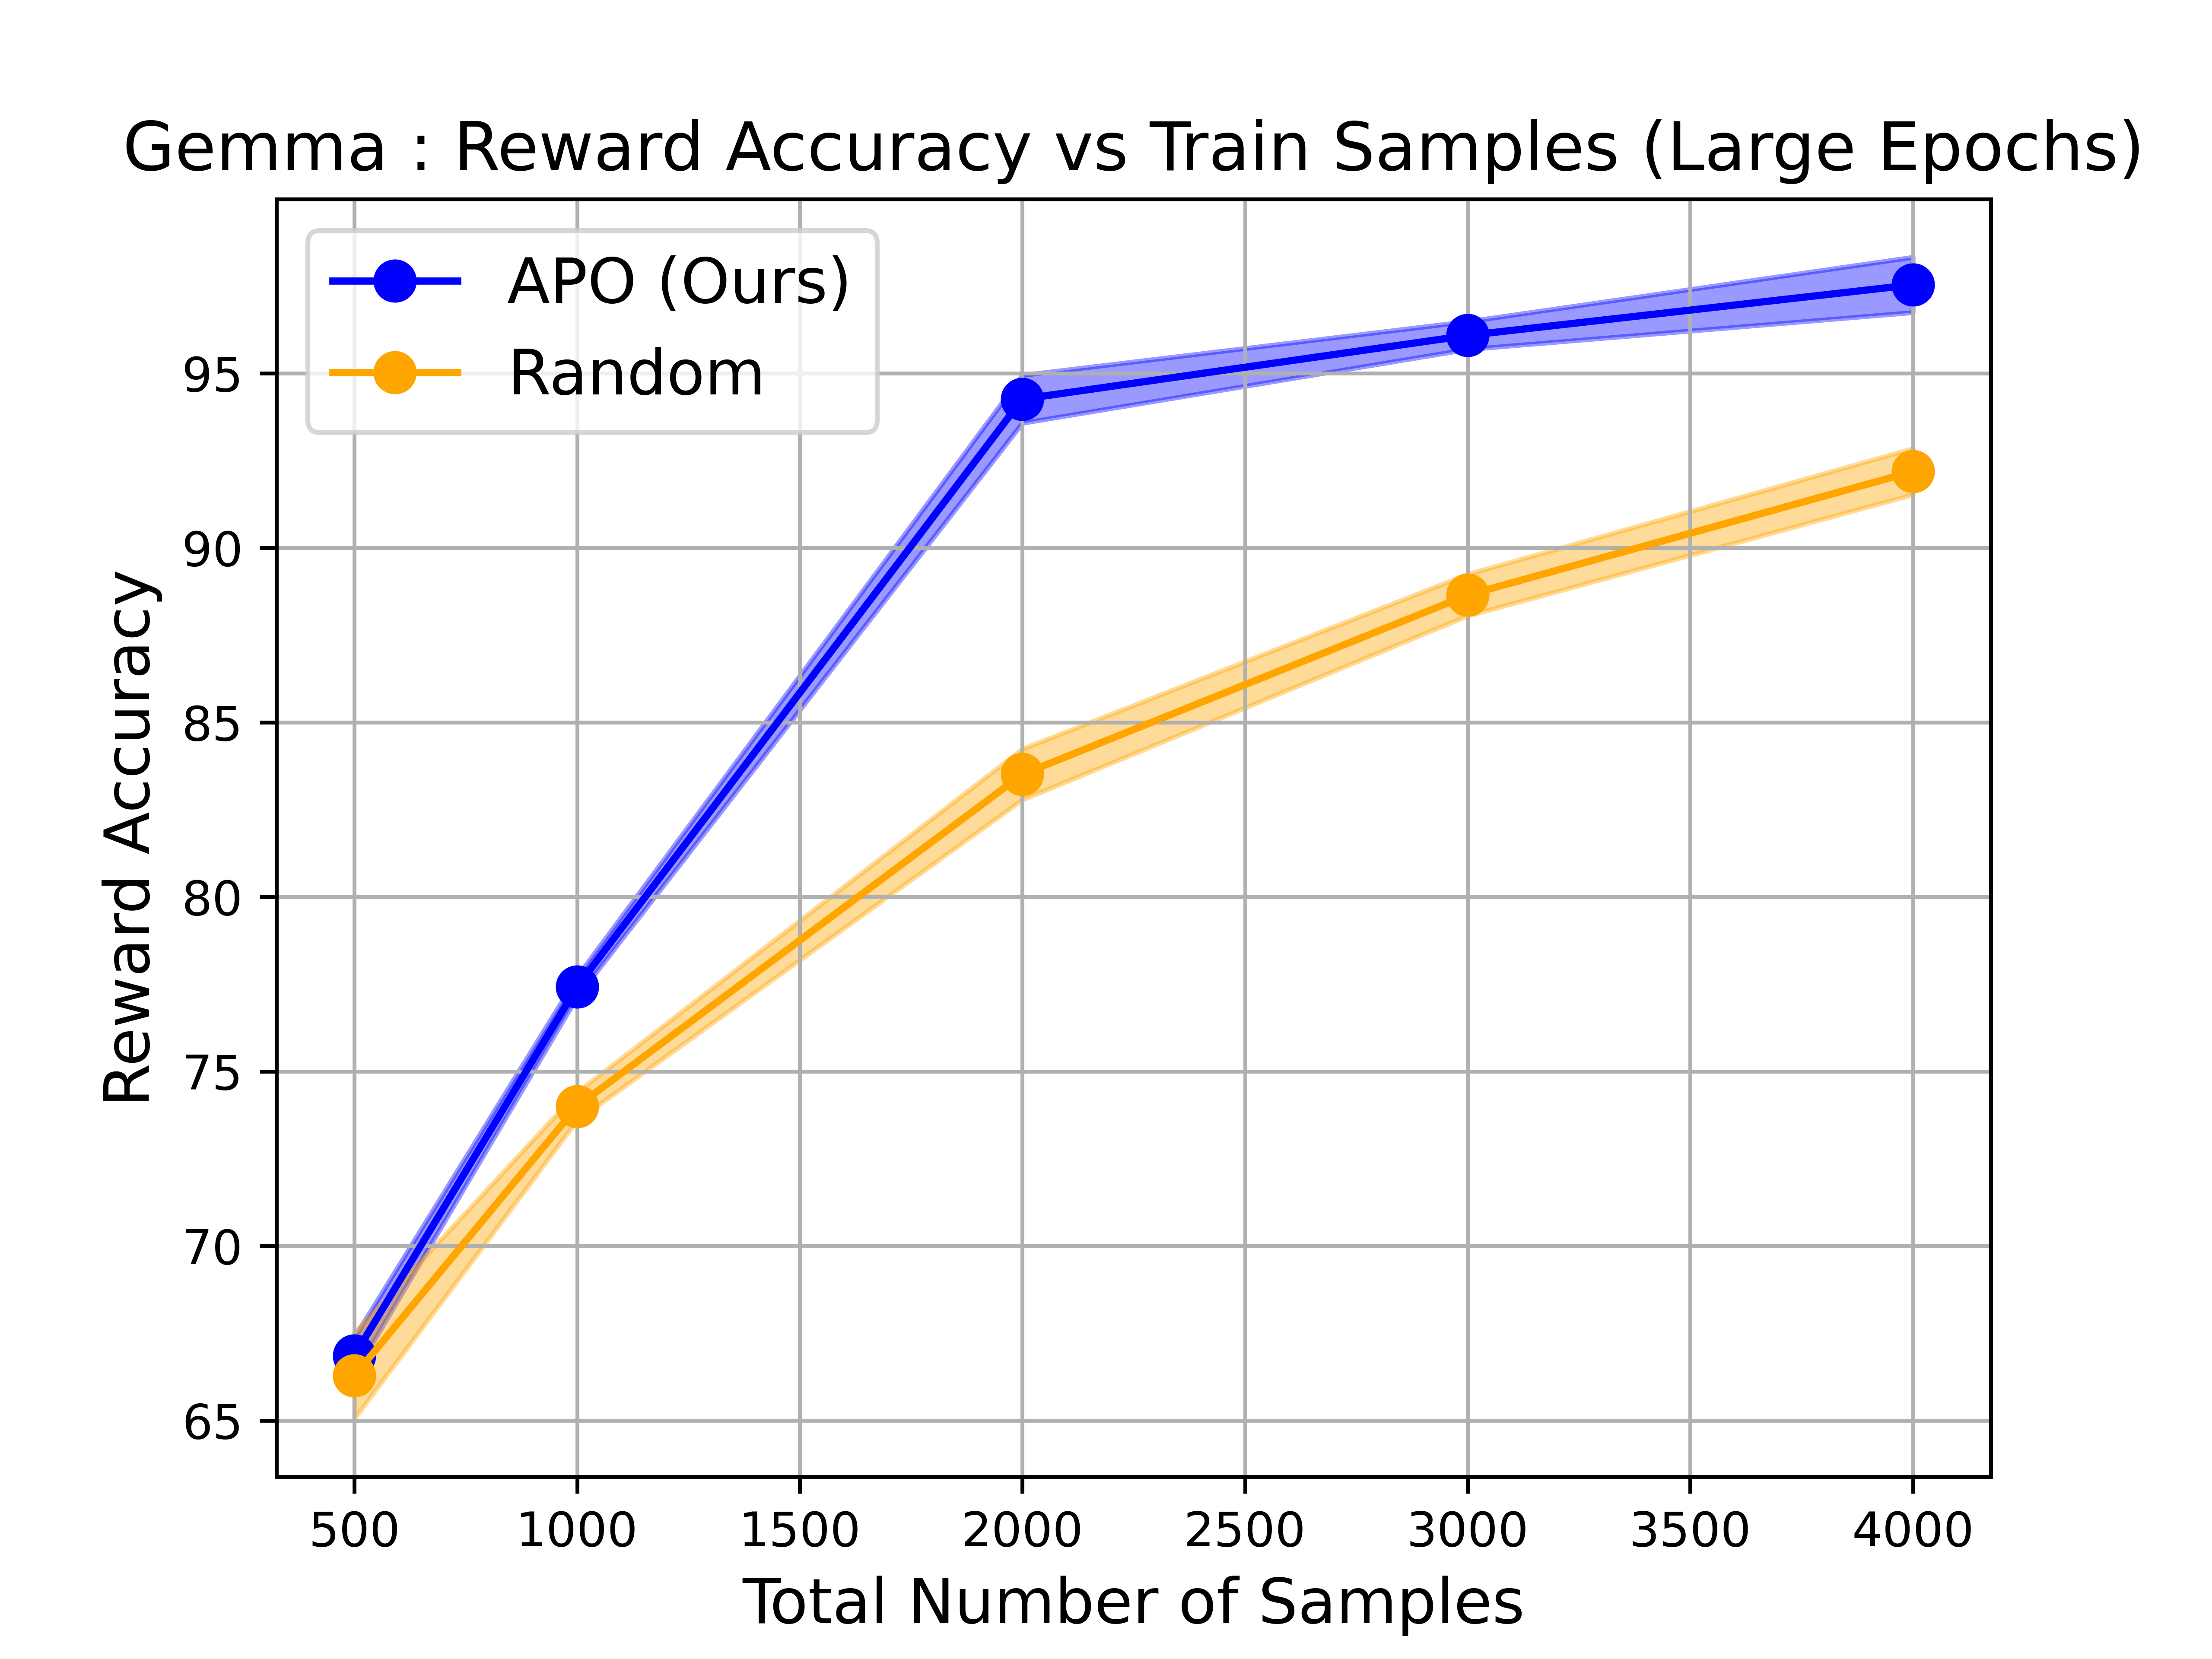 Gemma : Reward Accuracy vs Train Samples (Large Epochs)
APO (Ours)
Random
95
90
85
80
75
70
65
Reward Accuracy
500 1000 1500 2000 2500 3000 3500 4000
Total Number of Samples